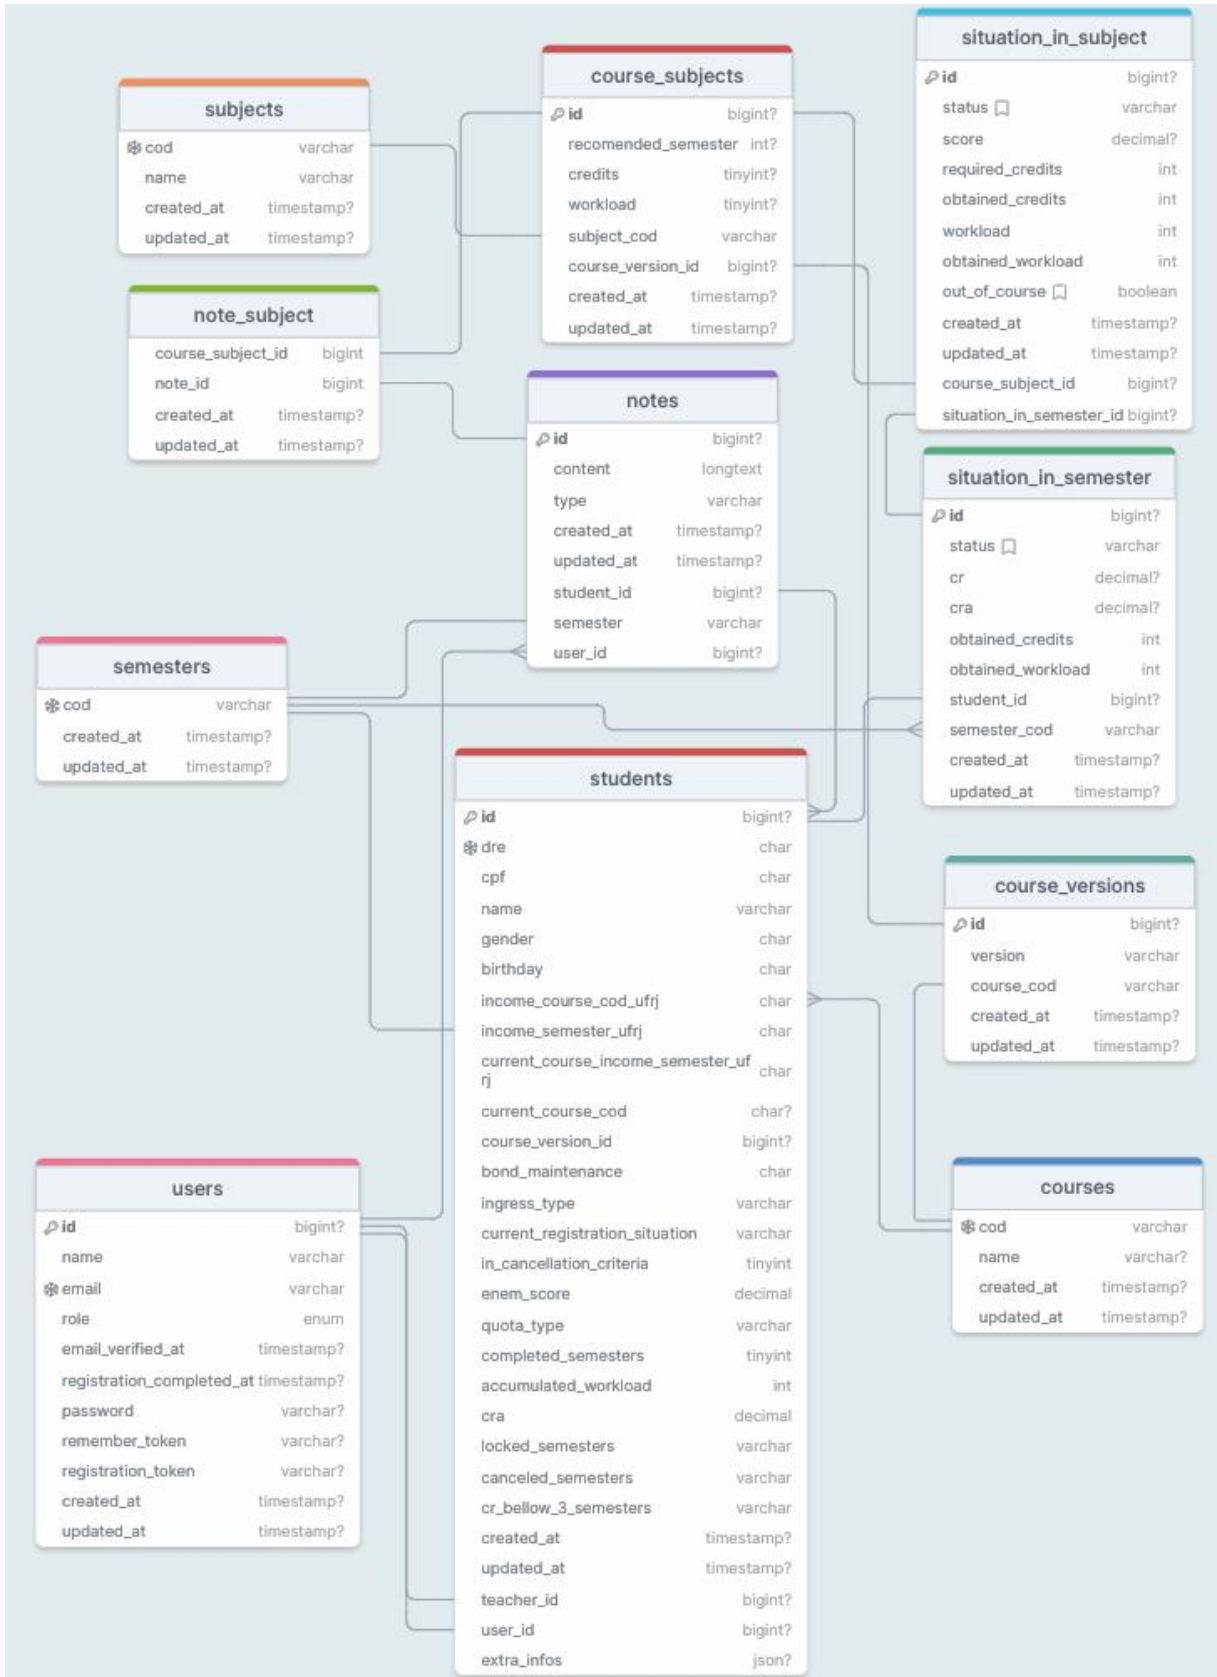 subjects
cod varchar
name varchar
created_at timestamp?
updated_at timestamp?
course_subjects
id bigint?
recomended_semester int?
credits tinyint?
workload tinyint?
subject_cod varchar
course_version_id bigint?
created_at timestamp?
updated_at timestamp?
situation_in_subject
id bigint?
status varchar
score decimal?
required_credits int
obtained_credits int
workload int
obtained_workload int
out_of_course boolean
created_at timestamp?
updated_at timestamp?
course_subject_id bigint?
situation_in_semester_id bigint?
note_subject
course_subject_id bigint
note_id bigint
created_at timestamp?
updated_at timestamp?
notes
id bigint?
content longtext
type varchar
created_at timestamp?
updated_at timestamp?
student_id bigint?
semester varchar
user_id bigint?
situation_in_semester
id bigint?
status varchar
cr decimal?
cra decimal?
obtained_credits int
obtained_workload int
student_id bigint?
semester_cod varchar
created_at timestamp?
updated_at timestamp?
semesters
cod varchar
created_at timestamp?
updated_at timestamp?
students
id bigint?
dre char
cpf char
name varchar
gender char
birthday char
income_course_cod_ufrj char
income_semester_ufrj char
current_course_income_semester_uf
rj char
current_course_cod char?
course_version_id bigint?
bond_maintenance char
ingress_type varchar
current_registration_situation varchar
in_cancellation_criteria tinyint
enem_score decimal
quota_type varchar
completed_semesters tinyint
accumulated_workload int
cra decimal
locked_semesters varchar
canceled_semesters varchar
cr_bellow_3_semesters varchar
created_at timestamp?
updated_at timestamp?
teacher_id bigint?
user_id bigint?
extra_infos json?
course_versions
id bigint?
version varchar
course_cod varchar
created_at timestamp?
updated_at timestamp?
users
id bigint?
name varchar
email varchar
role enum
email_verified_at timestamp?
registration_completed_at timestamp?
password varchar?
remember_token varchar?
registration_token varchar?
created_at timestamp?
updated_at timestamp?
courses
cod varchar
name varchar?
created_at timestamp?
updated_at timestamp?